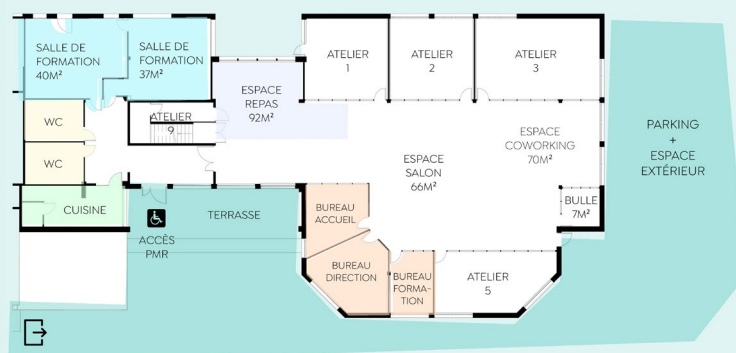 SALLE DE
FORMATION
40M²
SALLE DE
FORMATION
37M²
ESPACE
REPAS
92M²
ATELIER
1
ATELIER
2
ATELIER
3
WC
WC
ATELIER
9
CUISINE
ESPACE
SALON
66M²
ESPACE
COWORKING
70M²
PARKING
+
ESPACE
EXTÉRIEUR
BULLE
7M²
TERRASSE
ACCÈS
PMR
BUREAU
ACCUEIL
BUREAU
DIRECTION
BUREAU
FORMA-
TION
ATELIER
5